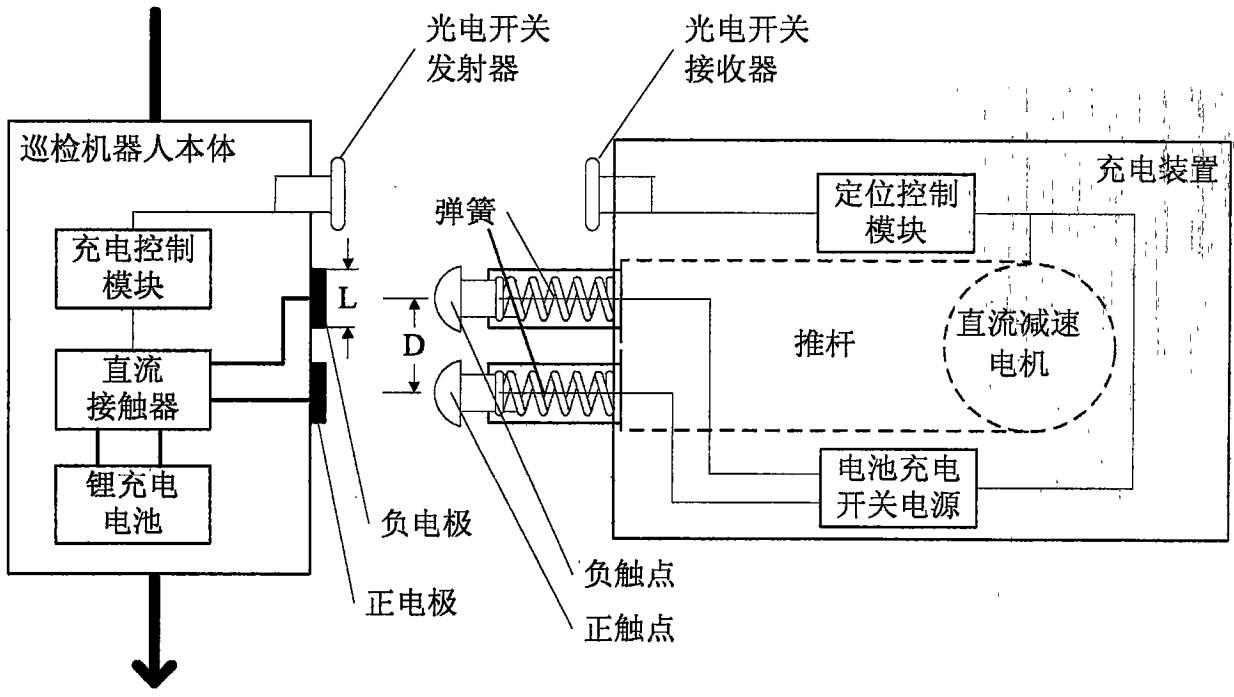 光电开关
发射器
光电开关
接收器
巡检机器人本体
充电装置
定位控制
模块
弹簧
充电控制
模块
L
D
推杆
直流减速
电机
直流
接触器
锂充电
电池
电池充电
开关电源
负电极
负触点
正电极
正触点